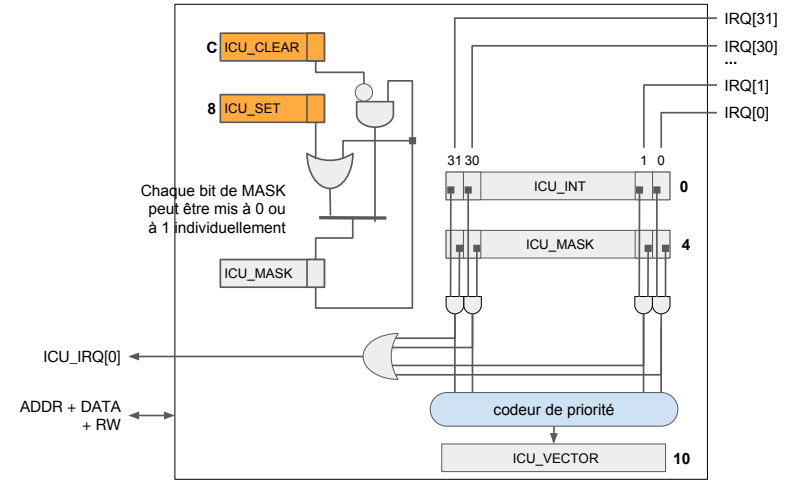 IRQ[31]
C ICU_CLEAR
IRQ[30]
...
IRQ[1]
8 ICU_SET
IRQ[0]
31 30 1 0
Chaque bit de MASK
peut être mis à 0 ou
à 1 individuellement
ICU_INT 0
ICU_MASK 4
ICU_MASK
ICU_IRQ[0]
ADDR + DATA
+ RW
codeur de priorité
ICU_VECTOR 10